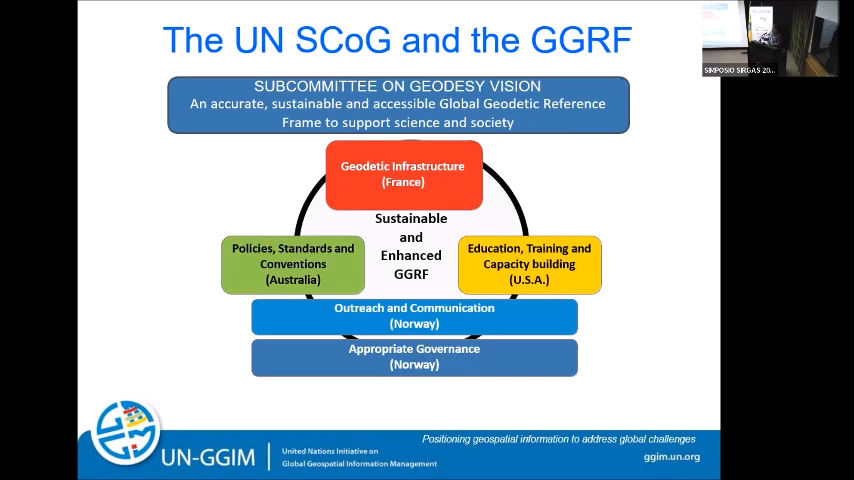 The UN SCoG and the GGRF
SUBCOMMITTEE ON GEODESY VISION
An accurate, sustainable and accessible Global Geodetic Reference
Frame to support science and society
Geodetic Infrastructure
(France)
Sustainable
and
Enhanced
GGRF
Policies, Standards and
Conventions
(Australia)
Education, Training and
Capacity building
(U.S.A.)
Outreach and Communication
(Norway)
Appropriate Governance
(Norway)
Positioning geospatial information to address global challenges
UN-GGIM
United Nations Initiative on
Global Geospatial Information Management
ggim.un.org
SIMPOSIO SIRGAS 20...